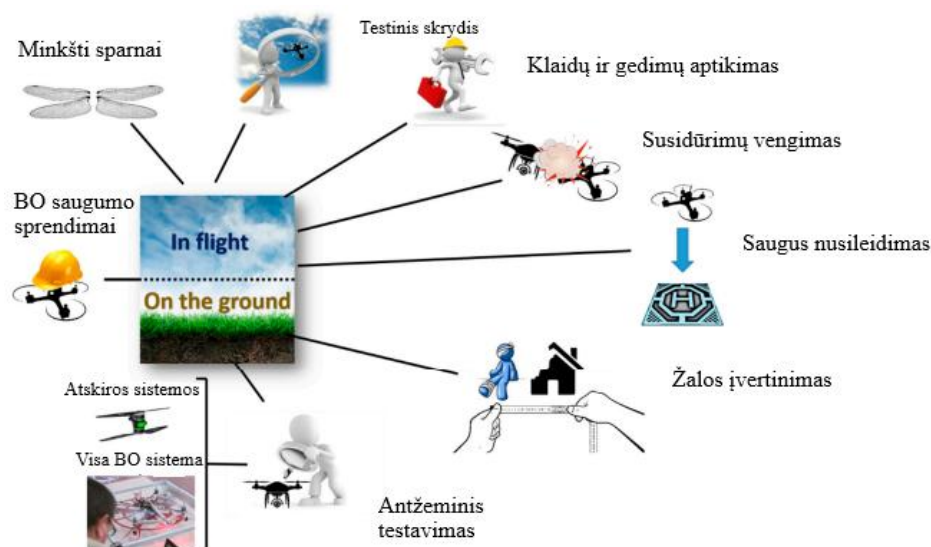 Minkšti sparnai
Testinis skrydis
Klaidų ir gedimų aptikimas
Susidūrimų vengimas
BO saugumo
sprendimai
In flight
On the ground
Saugus nusileidimas
H
Žalos įvertinimas
Atskiros sistemos
Visa BO sistema
Antžeminis
testavimas